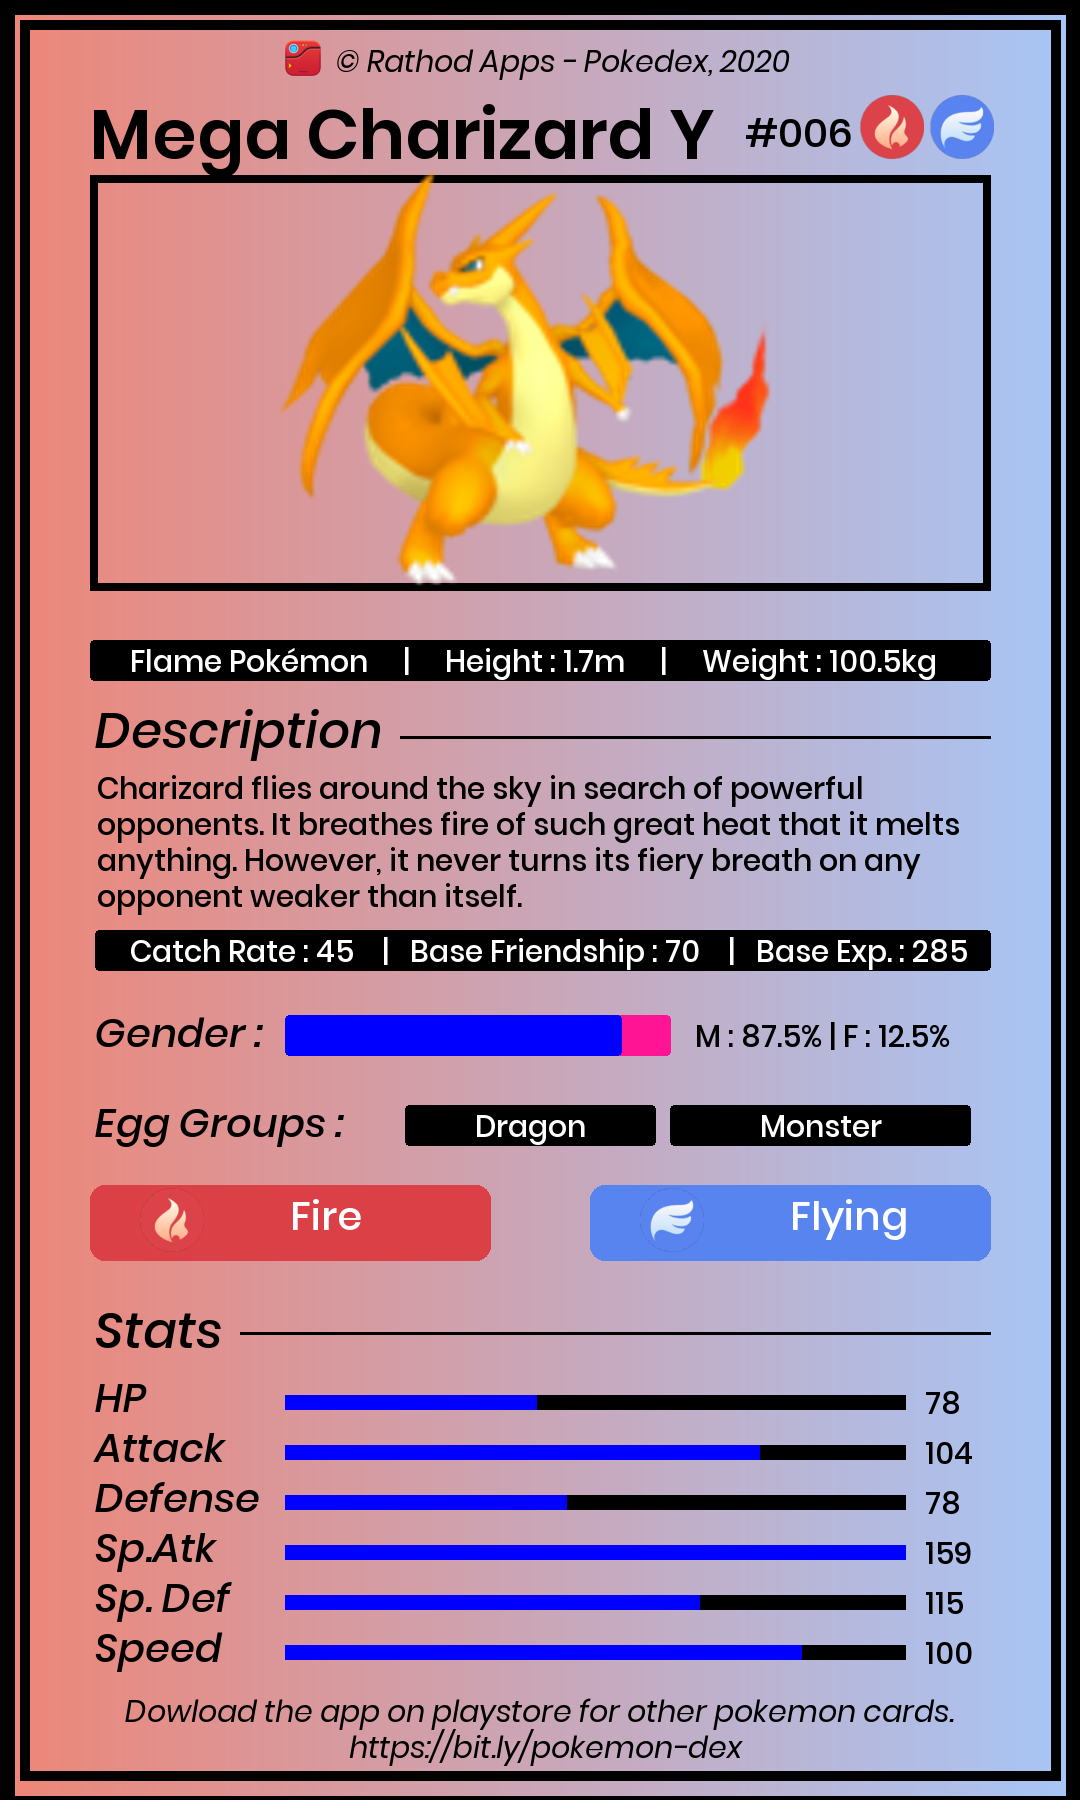 © Rathod Apps - Pokedex, 2020
Mega Charizard Y #006
Flame Pokémon | Height : 1.7m | Weight : 100.5kg
Description
Charizard flies around the sky in search of powerful
opponents. It breathes fire of such great heat that it melts
anything. However, it never turns its fiery breath on any
opponent weaker than itself.
Catch Rate : 45 | Base Friendship : 70 | Base Exp. : 285
Gender : M : 87.5% | F : 12.5%
Egg Groups : Dragon Monster
Fire Flying
Stats
HP 78
Attack 104
Defense 78
Sp.Atk 159
Sp. Def 115
Speed 100
Dowload the app on playstore for other pokemon cards.
https://bit.ly/pokemon-dex